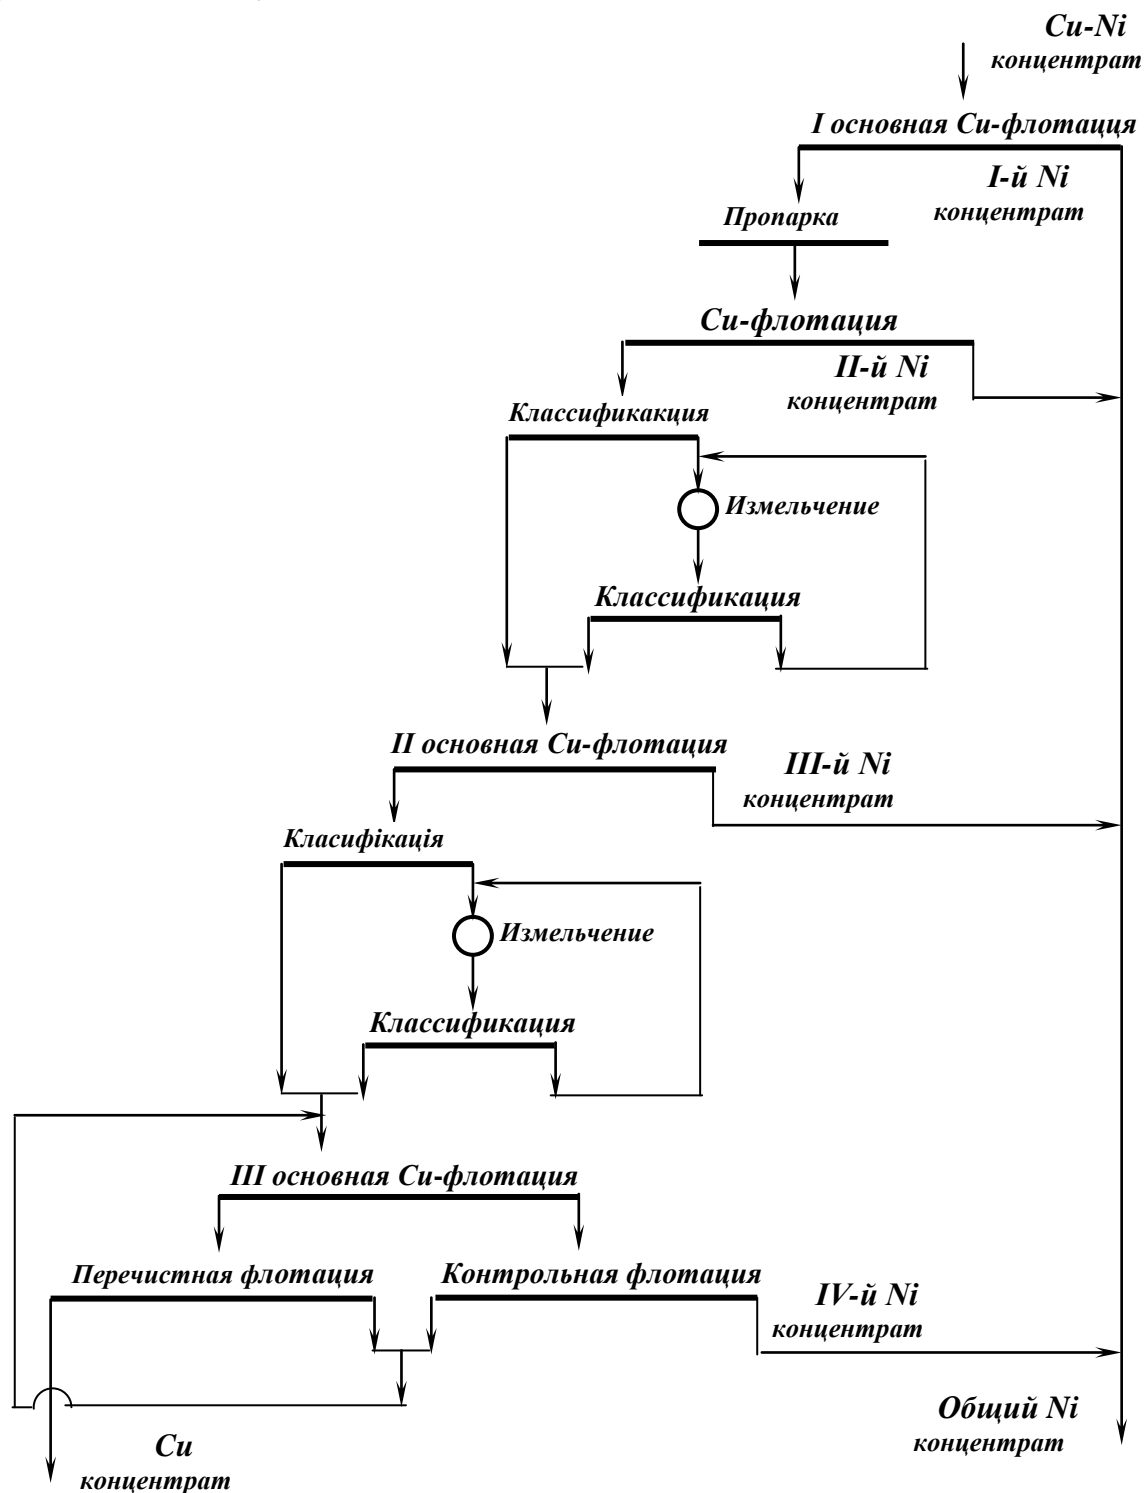 Cu-Ni
концентрат
I основная Cu-флотацця
I-й Ni
концентрат
Пропарка
Cu-флотация
II-й Ni
концентрат
Классификакция
Измельчение
Классификация
II основная Cu-флотация
III-й Ni
концентрат
Класифікація
Измельчение
Классификация
III основная Cu-флотация
Перечистная флотация
Контрольная флотация
IV-й Ni
концентрат
Общий Ni
концентрат
Cu
концентрат